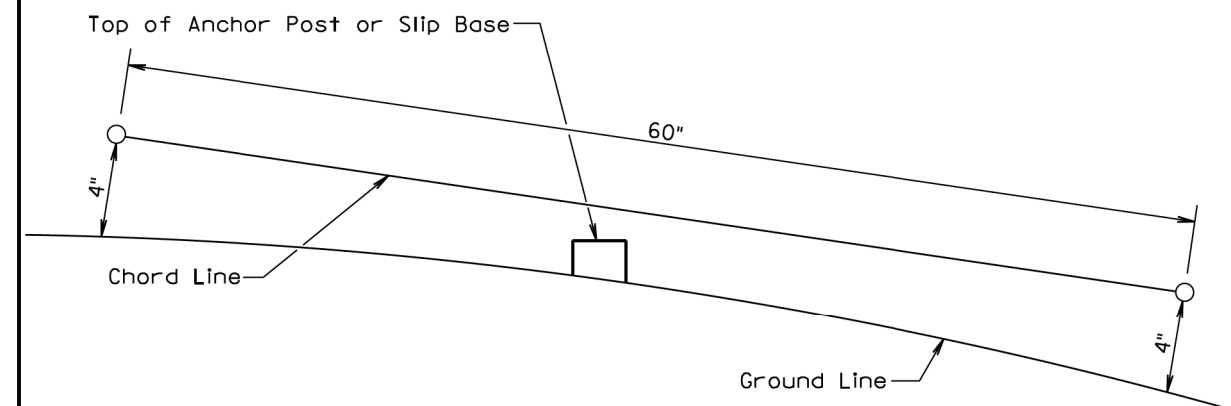 Top of Anchor Post or Slip Base
60"
4"
Chord Line
4"
Ground Line